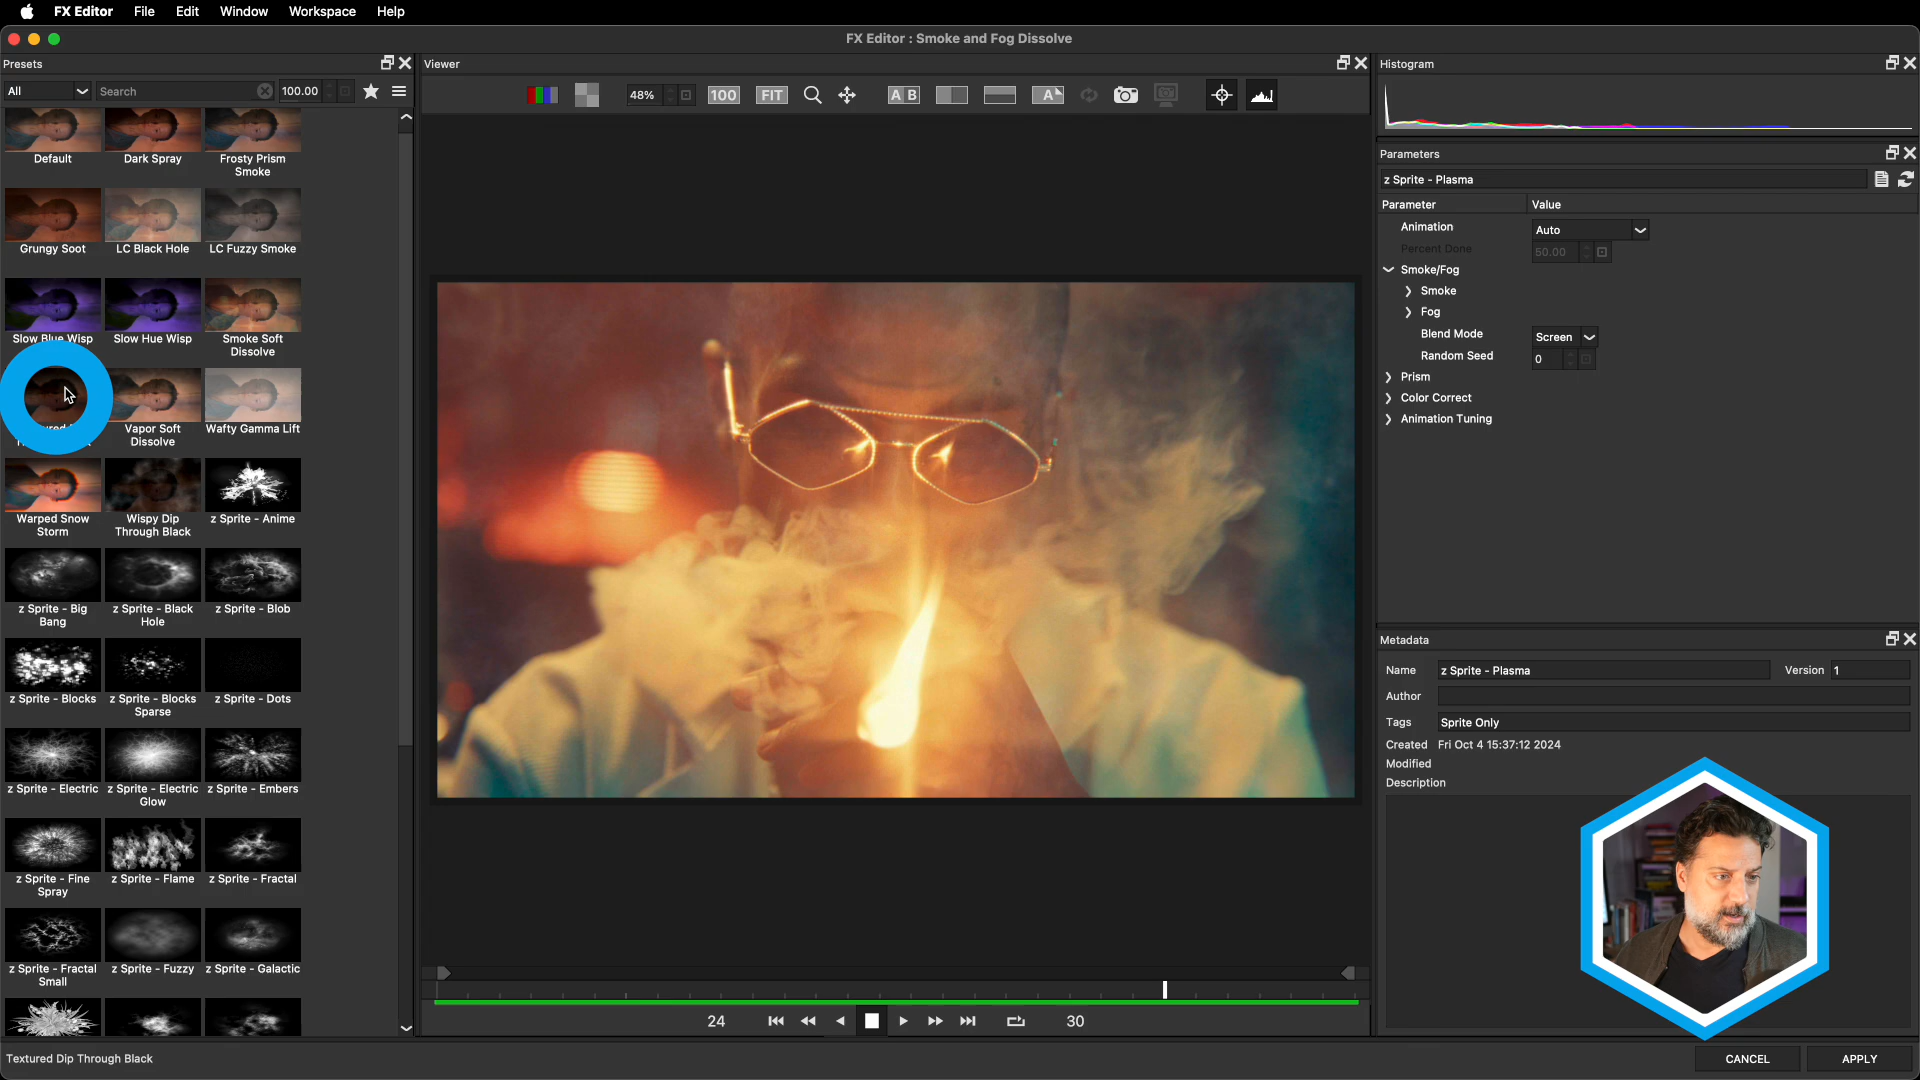 FX Editor File Edit Window Workspace Help
FX Editor : Smoke and Fog Dissolve
Presets
All Search 100.00
Default Dark Spray Frosty Prism
Smoke
Grungy Soot LC Black Hole LC Fuzzy Smoke
Slow Blue Wisp Slow Hue Wisp Smoke Soft
Dissolve
Vapor Soft Wafty Gamma Lift
Dissolve
Warped Snow Wispy Dip z Sprite - Anime
Storm Through Black
z Sprite - Big z Sprite - Black z Sprite - Blob
Bang Hole
z Sprite - Blocks z Sprite - Blocks z Sprite - Dots
Sparse
z Sprite - Electric z Sprite - Electric z Sprite - Embers
Glow
z Sprite - Fine z Sprite - Flame z Sprite - Fractal
Spray
z Sprite - Fractal z Sprite - Fuzzy z Sprite - Galactic
Small
Textured Dip Through Black
Viewer
48% 100 FIT A B A
24 30
Histogram
Parameters
z Sprite - Plasma
Parameter Value
Animation Auto
Percent Done 50.00
Smoke/Fog
Smoke
Fog
Blend Mode Screen
Random Seed 0
Prism
Color Correct
Animation Tuning
Metadata
Name z Sprite - Plasma Version 1
Author
Tags Sprite Only
Created Fri Oct 4 15:37:12 2024
Modified
Description
CANCEL APPLY